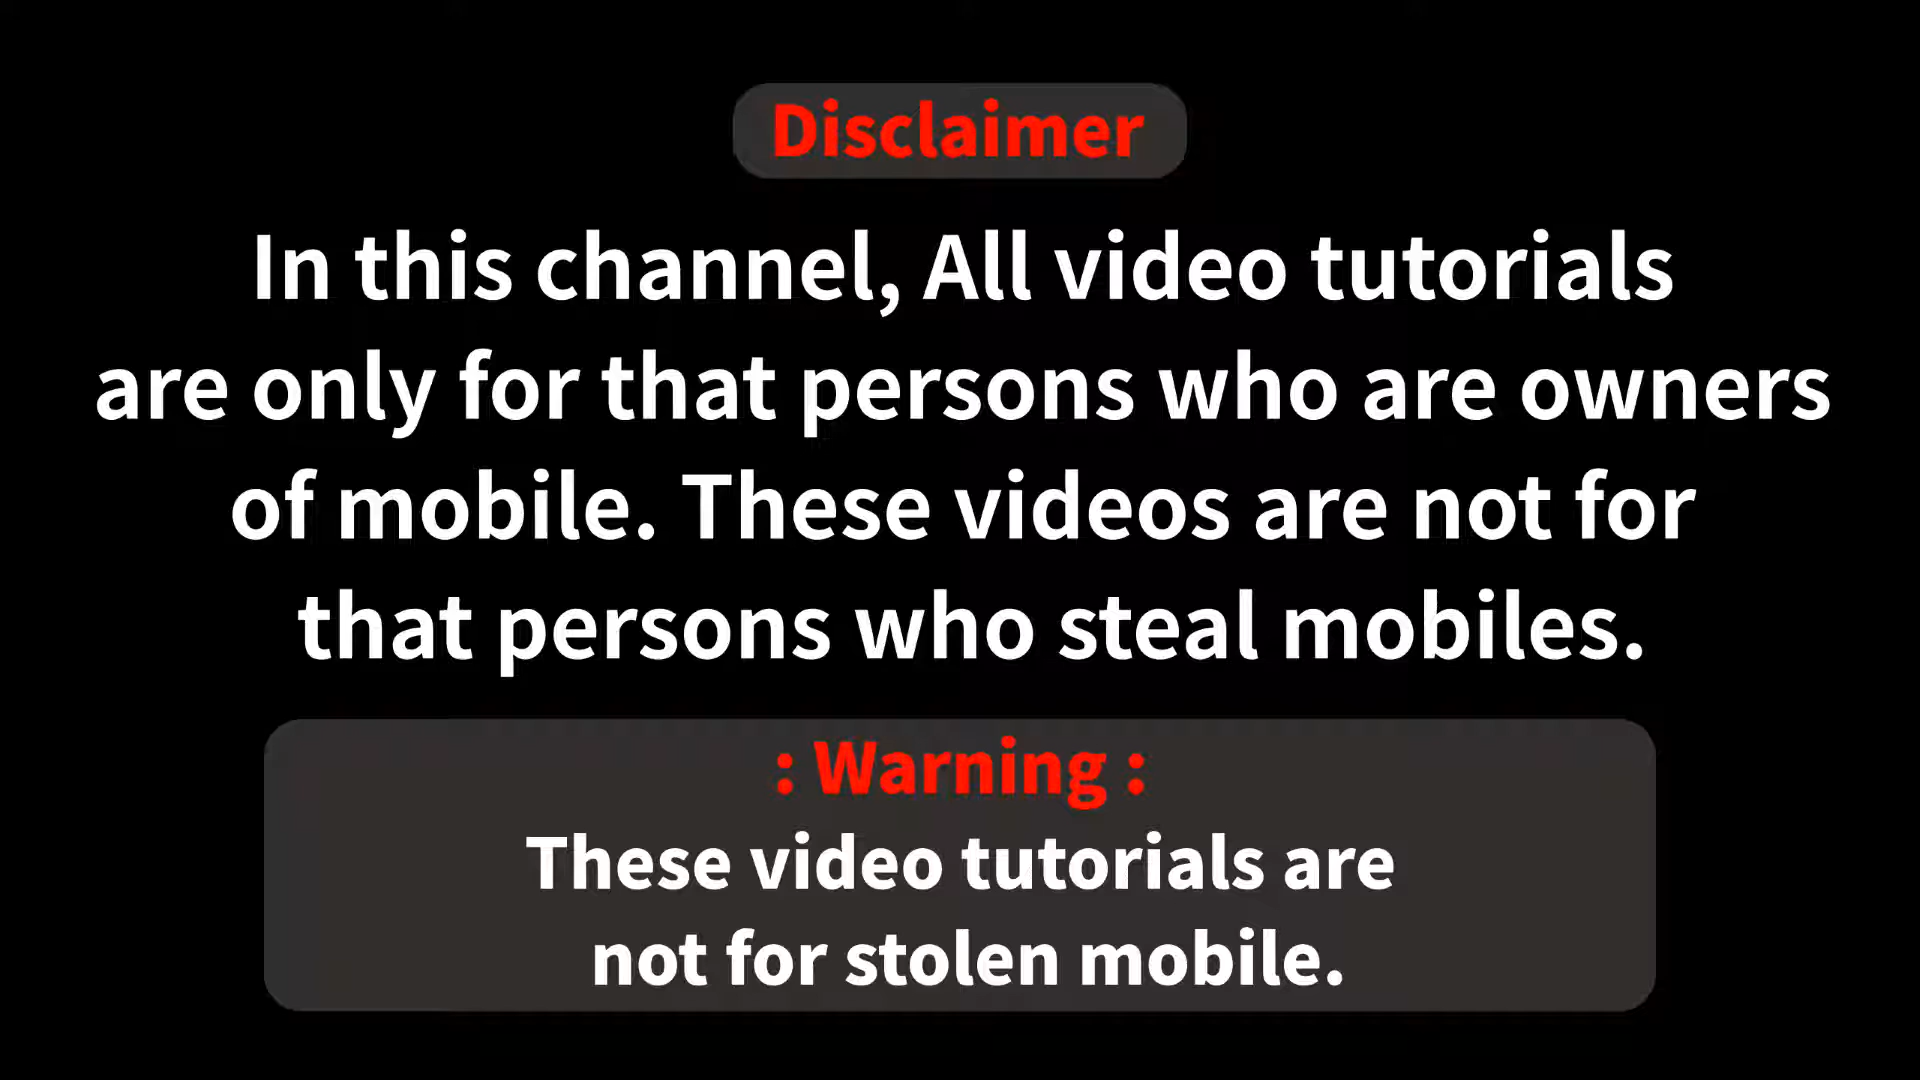 Disclaimer
In this channel, All video tutorials
are only for that persons who are owners
of mobile. These videos are not for
that persons who steal mobiles.
: Warning :
These video tutorials are
not for stolen mobile.